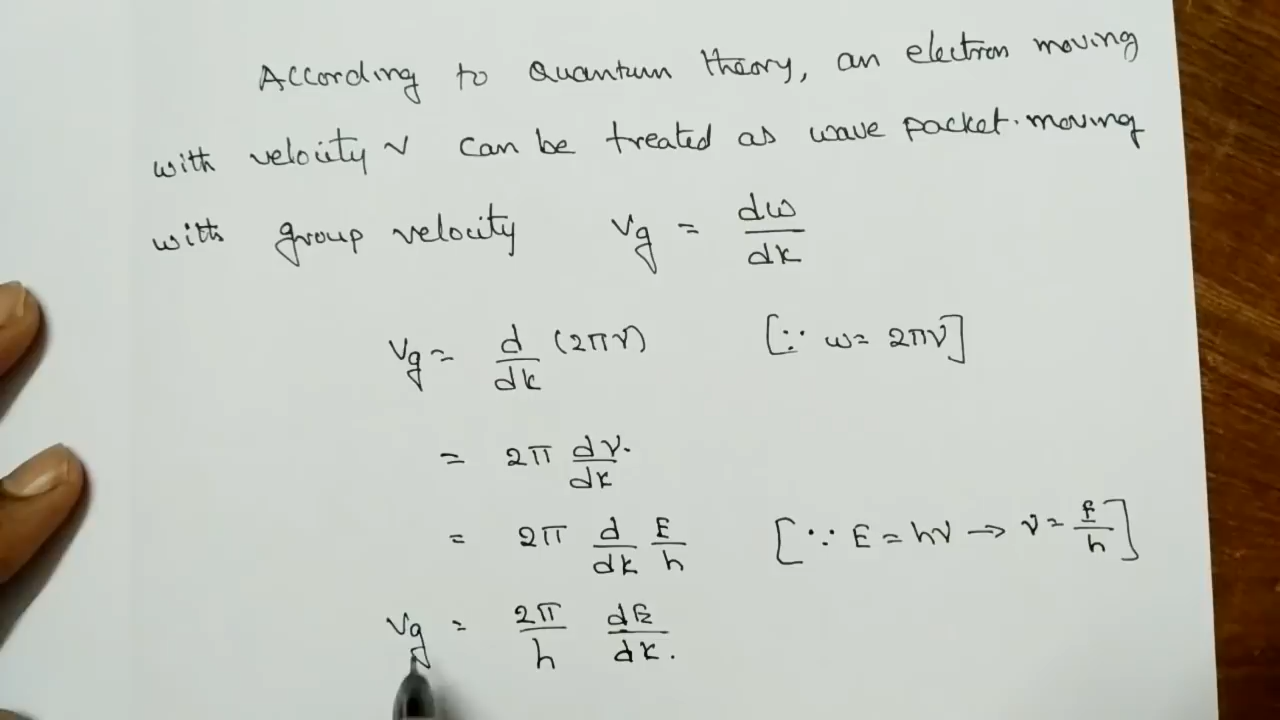 According to Quantum theory, an electron moving
with velocity v can be treated as wave packet. moving
with group velocity Vg = dω/dk
Vg = d/dk (2πν) [∵ ω = 2πν]
= 2π dν/dk.
= 2π d/dk E/h [∵ E = hν → ν = E/h]
Vg = 2π/h dE/dk.